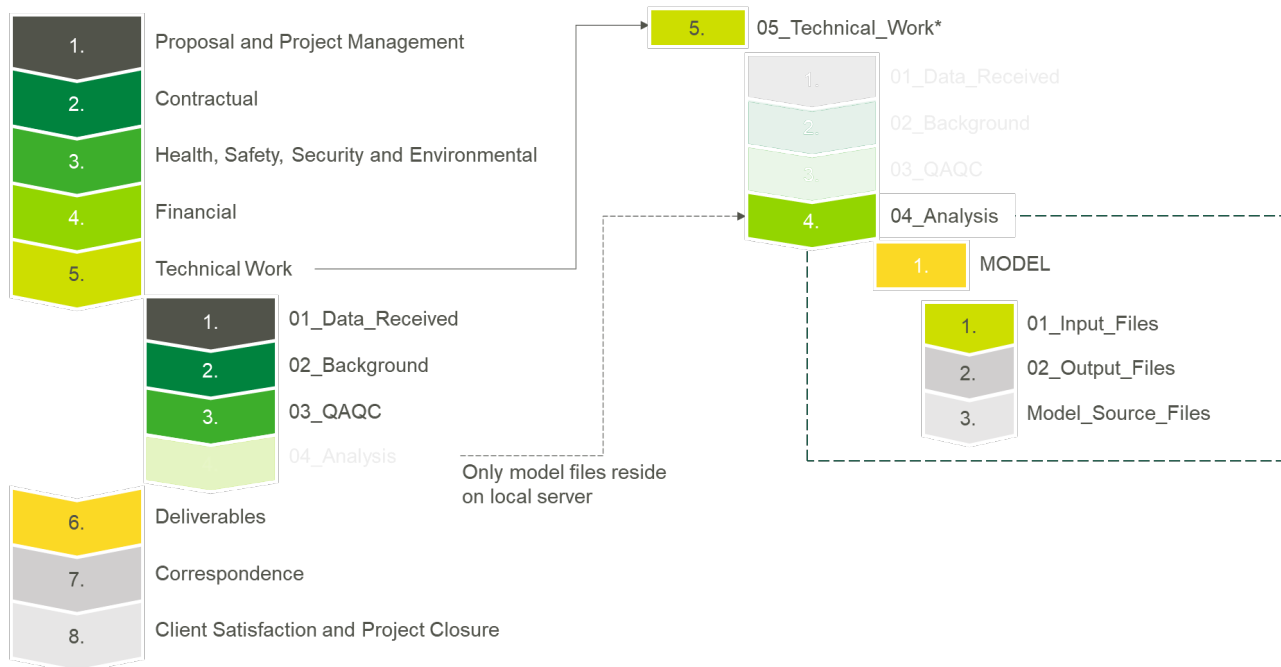 1. Proposal and Project Management
2. Contractual
3. Health, Safety, Security and Environmental
4. Financial
5. Technical Work
1. 01_Data_Received
2. 02_Background
3. 03_QAQC
04_Analysis
Only model files reside
on local server
6. Deliverables
7. Correspondence
8. Client Satisfaction and Project Closure
5. 05_Technical_Work*
1. 01_Data_Received
2. 02_Background
3. 03_QAQC
4. 04_Analysis
1. MODEL
1. 01_Input_Files
2. 02_Output_Files
3. Model_Source_Files